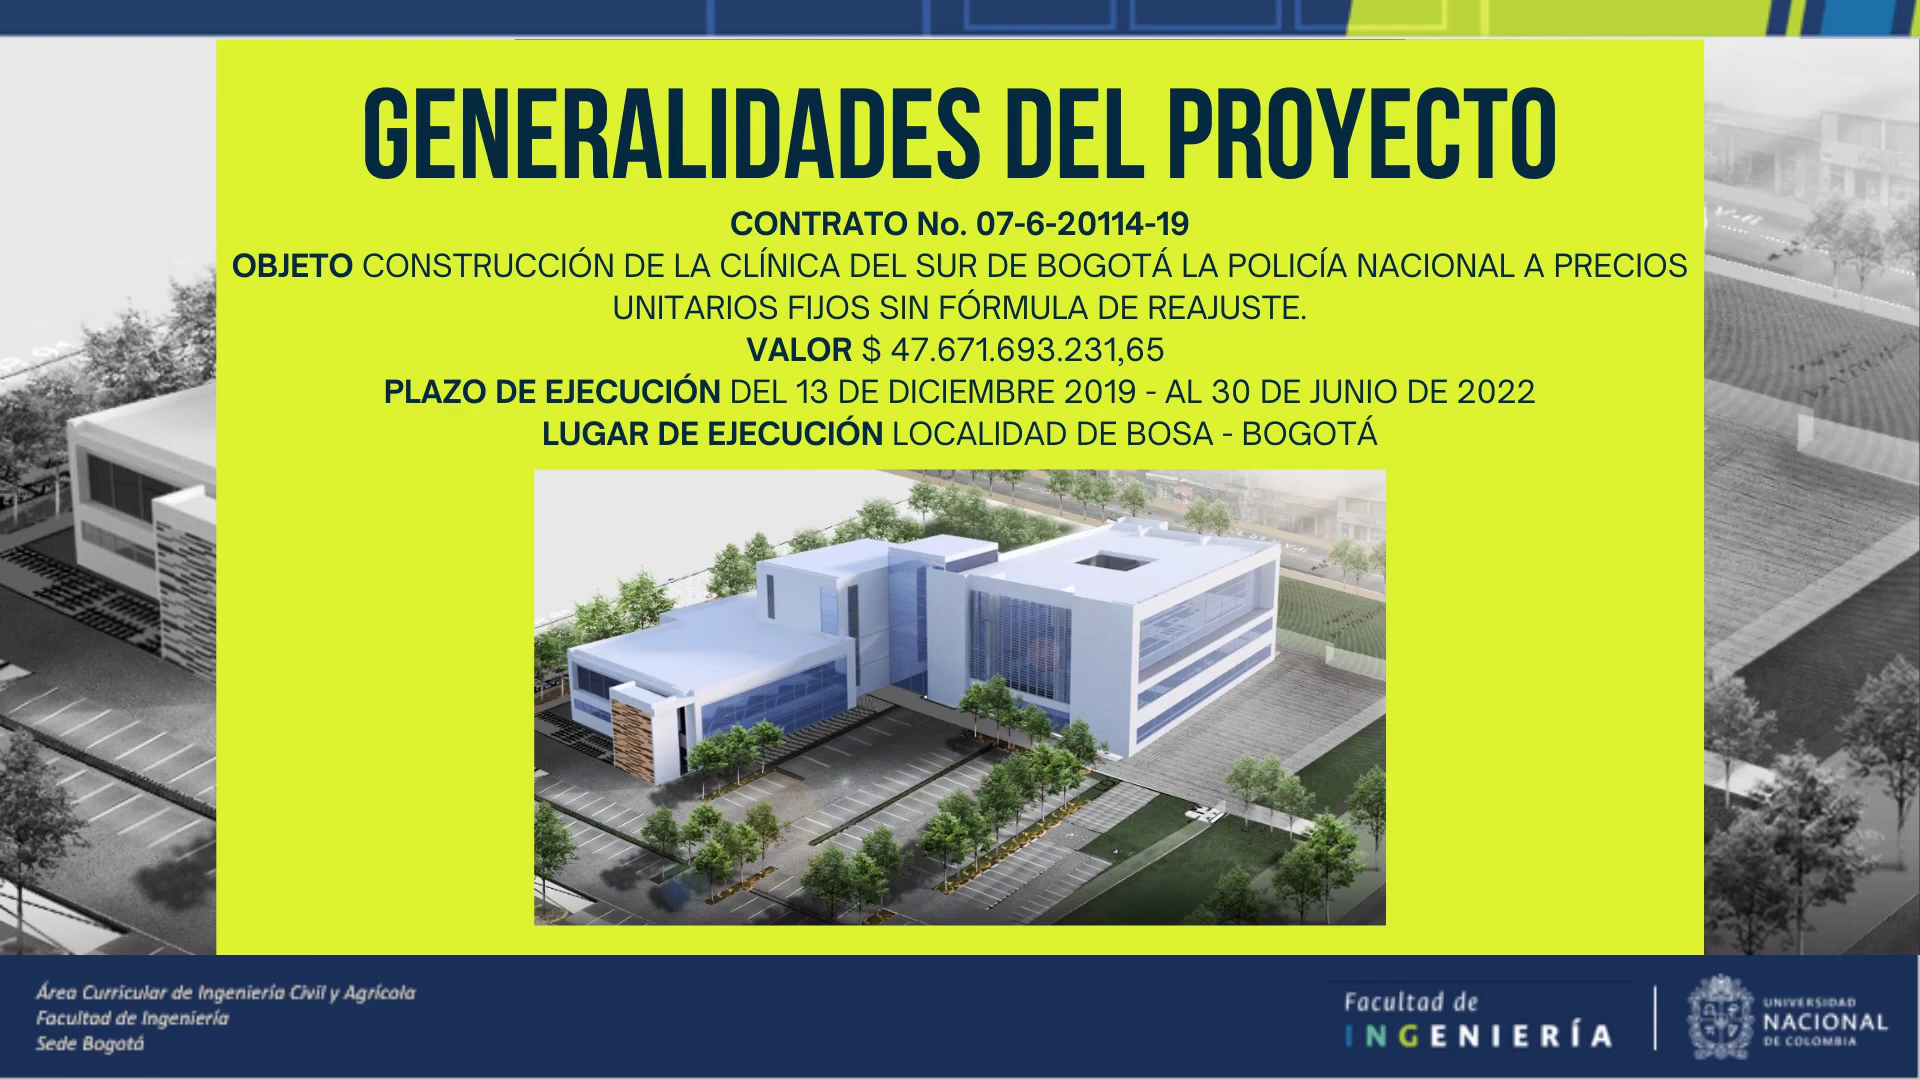 GENERALIDADES DEL PROYECTO
CONTRATO No. 07-6-20114-19
OBJETO CONSTRUCCIÓN DE LA CLÍNICA DEL SUR DE BOGOTÁ LA POLICÍA NACIONAL A PRECIOS
UNITARIOS FIJOS SIN FÓRMULA DE REAJUSTE.
VALOR $ 47.671.693.231,65
PLAZO DE EJECUCIÓN DEL 13 DE DICIEMBRE 2019 - AL 30 DE JUNIO DE 2022
LUGAR DE EJECUCIÓN LOCALIDAD DE BOSA - BOGOTÁ
Área Curricular de Ingeniería Civil y Agrícola
Facultad de Ingeniería
Sede Bogotá
Facultad de
INGENIERÍA
UNIVERSIDAD
NACIONAL
DE COLOMBIA